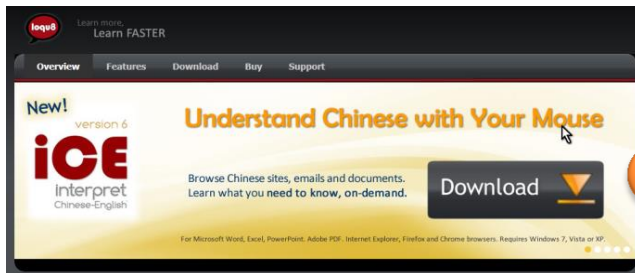 loqu8
Learn more,
Learn FASTER
Overview Features Download Buy Support
New!
version 6
iCE
Interpret
Chinese-English
Understand Chinese with Your Mouse
Browse Chinese sites, emails and documents.
Learn what you need to know, on-demand.
Download
For Microsoft Word, Excel, PowerPoint. Adobe PDF. Internet Explorer, Firefox and Chrome browsers. Requires Windows 7, Vista or XP.